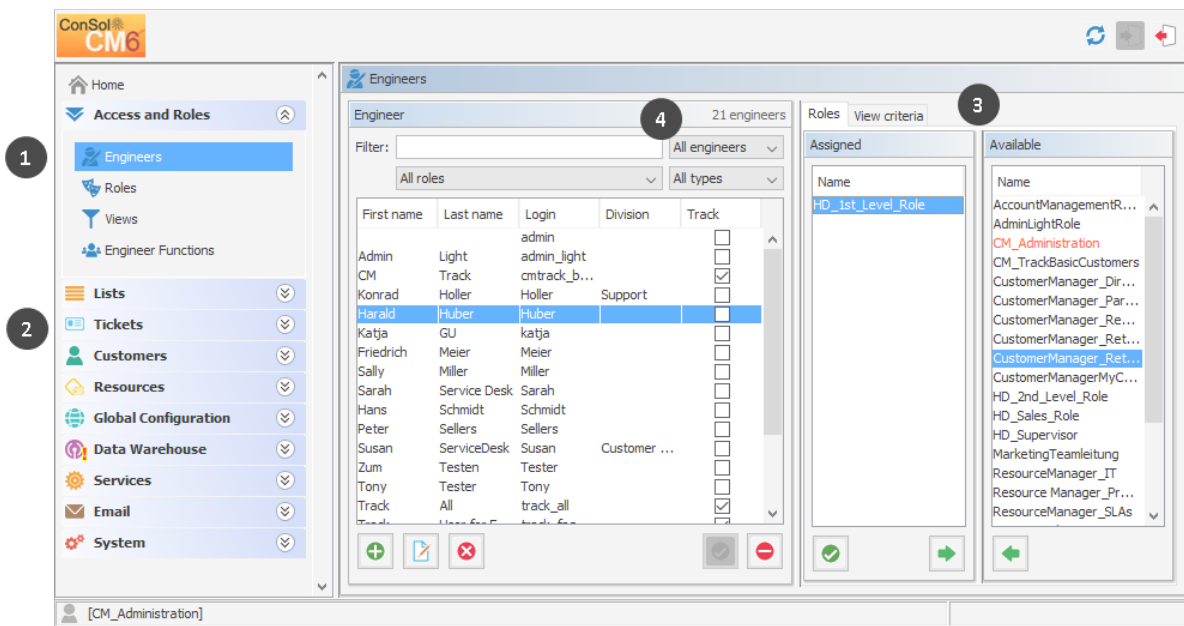 ConSol
CM6
Home
Access and Roles
1
Engineers
Roles
Views
Engineer Functions
Lists
2
Tickets
Customers
Resources
Global Configuration
Data Warehouse
Services
Email
System
Engineers
Engineer
4
21 engineers
Filter:
All engineers
All roles
All types
First name Last name Login Division Track
admin
Admin Light admin_light
CM Track cmtrack_b...
Konrad Holler Holler Support
Harald Huber Huber
Katja GU katja
Friedrich Meier Meier
Sally Miller Miller
Sarah Service Desk Sarah
Hans Schmidt Schmidt
Peter Sellers Sellers
Susan ServiceDesk Susan Customer ...
Zum Testen Tester
Tony Tester Tony
Track All track_all
Roles View criteria
3
Assigned
Name
HD_1st_Level_Role
Available
Name
AccountManagementR...
AdminLightRole
CM_Administration
CM_TrackBasicCustomers
CustomerManager_Dir...
CustomerManager_Par...
CustomerManager_Re...
CustomerManager_Ret...
CustomerManager_Ret...
CustomerManagerMyC...
HD_2nd_Level_Role
HD_Sales_Role
HD_Supervisor
MarketingTeamleitung
ResourceManager_IT
Resource Manager_Pr...
ResourceManager_SLAs
[CM_Administration]